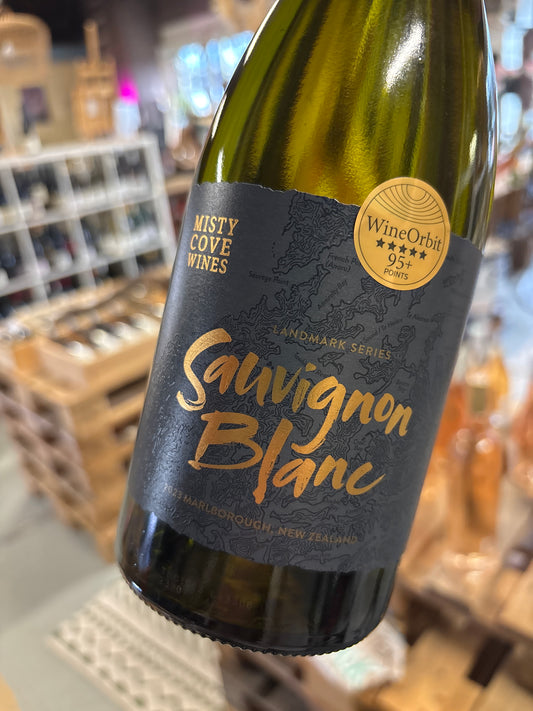 MISTY
COVE
WINES
WineOrbit
95+
POINTS
LANDMARK SERIES
Sauvignon
Blanc
MARLBOROUGH, NEW ZEALAND